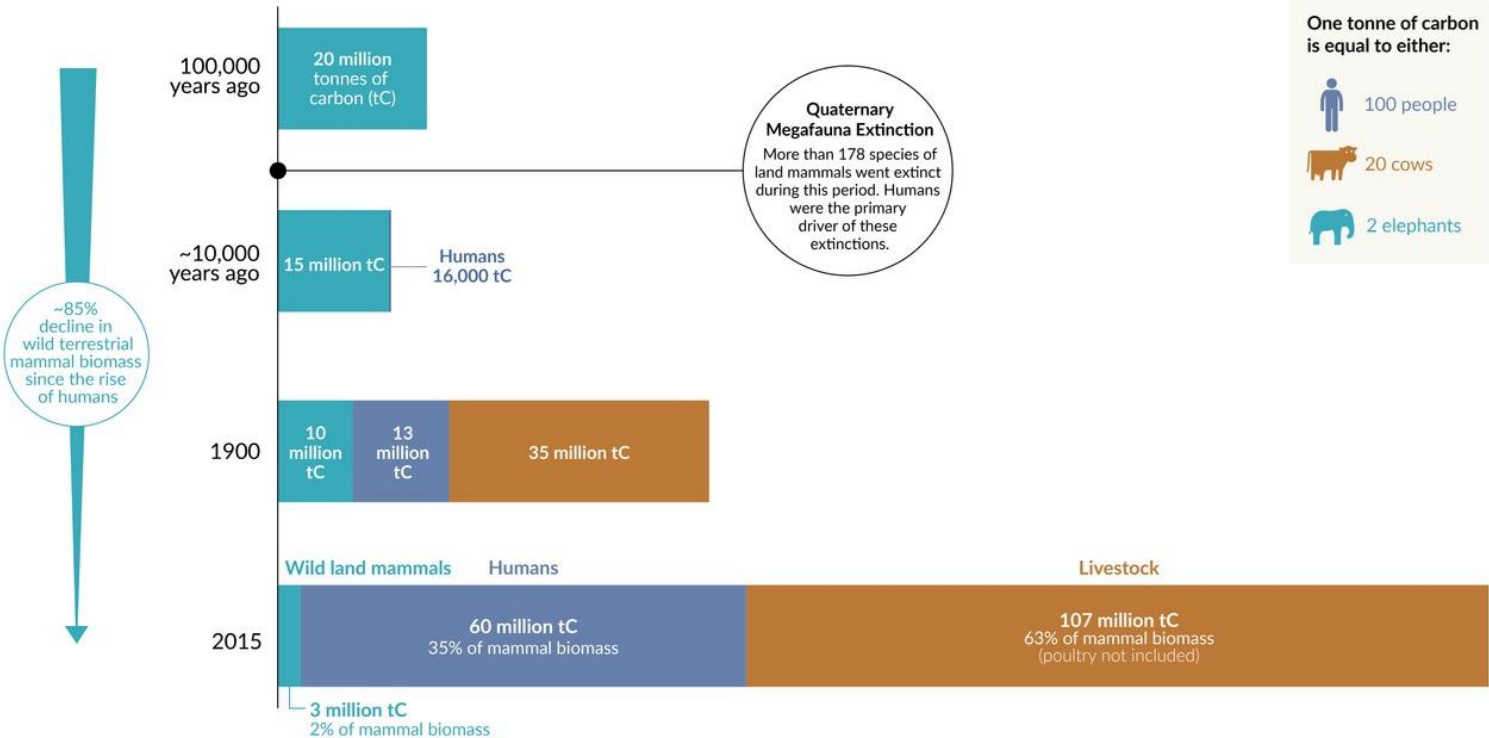 100,000
years ago
20 million
tonnes of
carbon (tC)
Quaternary
Megafauna Extinction
More than 178 species of
land mammals went extinct
during this period. Humans
were the primary
driver of these
extinctions.
One tonne of carbon
is equal to either:
100 people
20 cows
2 elephants
~10,000
years ago
15 million tC
Humans
16,000 tC
~85%
decline in
wild terrestrial
mammal biomass
since the rise
of humans
1900
10
million
tC
13
million
tC
35 million tC
Wild land mammals
Humans
Livestock
2015
60 million tC
35% of mammal biomass
107 million tC
63% of mammal biomass
(poultry not included)
3 million tC
2% of mammal biomass